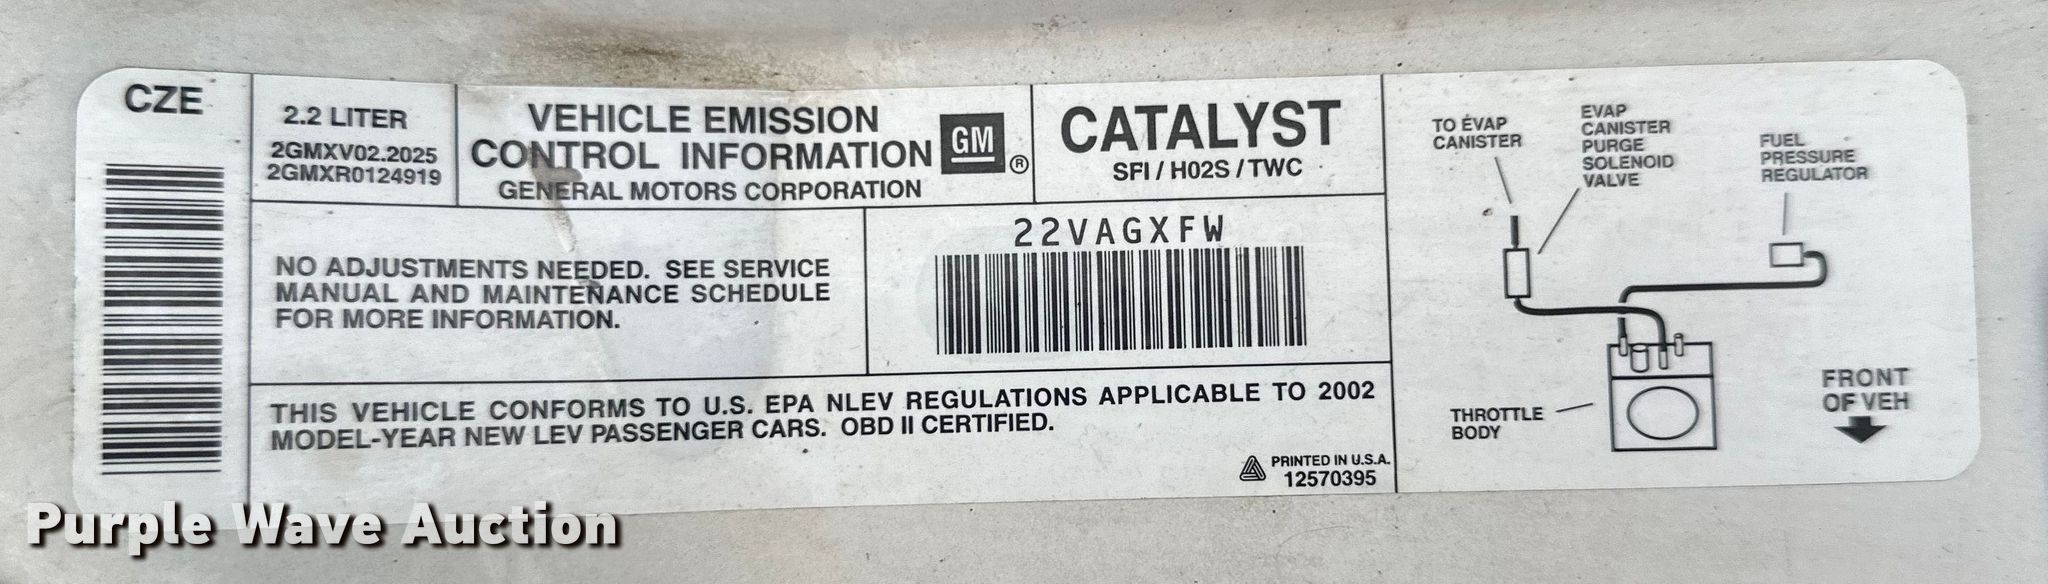 CZE
2.2 LITER
2GMXV02.2025
2GMXR0124919
VEHICLE EMISSION
CONTROL INFORMATION
GENERAL MOTORS CORPORATION
GM
®
CATALYST
SFI / H02S / TWC
NO ADJUSTMENTS NEEDED. SEE SERVICE
MANUAL AND MAINTENANCE SCHEDULE
FOR MORE INFORMATION.
22VAGXFW
THIS VEHICLE CONFORMS TO U.S. EPA NLEV REGULATIONS APPLICABLE TO 2002
MODEL-YEAR NEW LEV PASSENGER CARS. OBD II CERTIFIED.
PRINTED IN U.S.A.
12570395
TO EVAP
CANISTER
EVAP
CANISTER
PURGE
SOLENOID
VALVE
FUEL
PRESSURE
REGULATOR
THROTTLE
BODY
FRONT
OF VEH
Purple Wave Auction